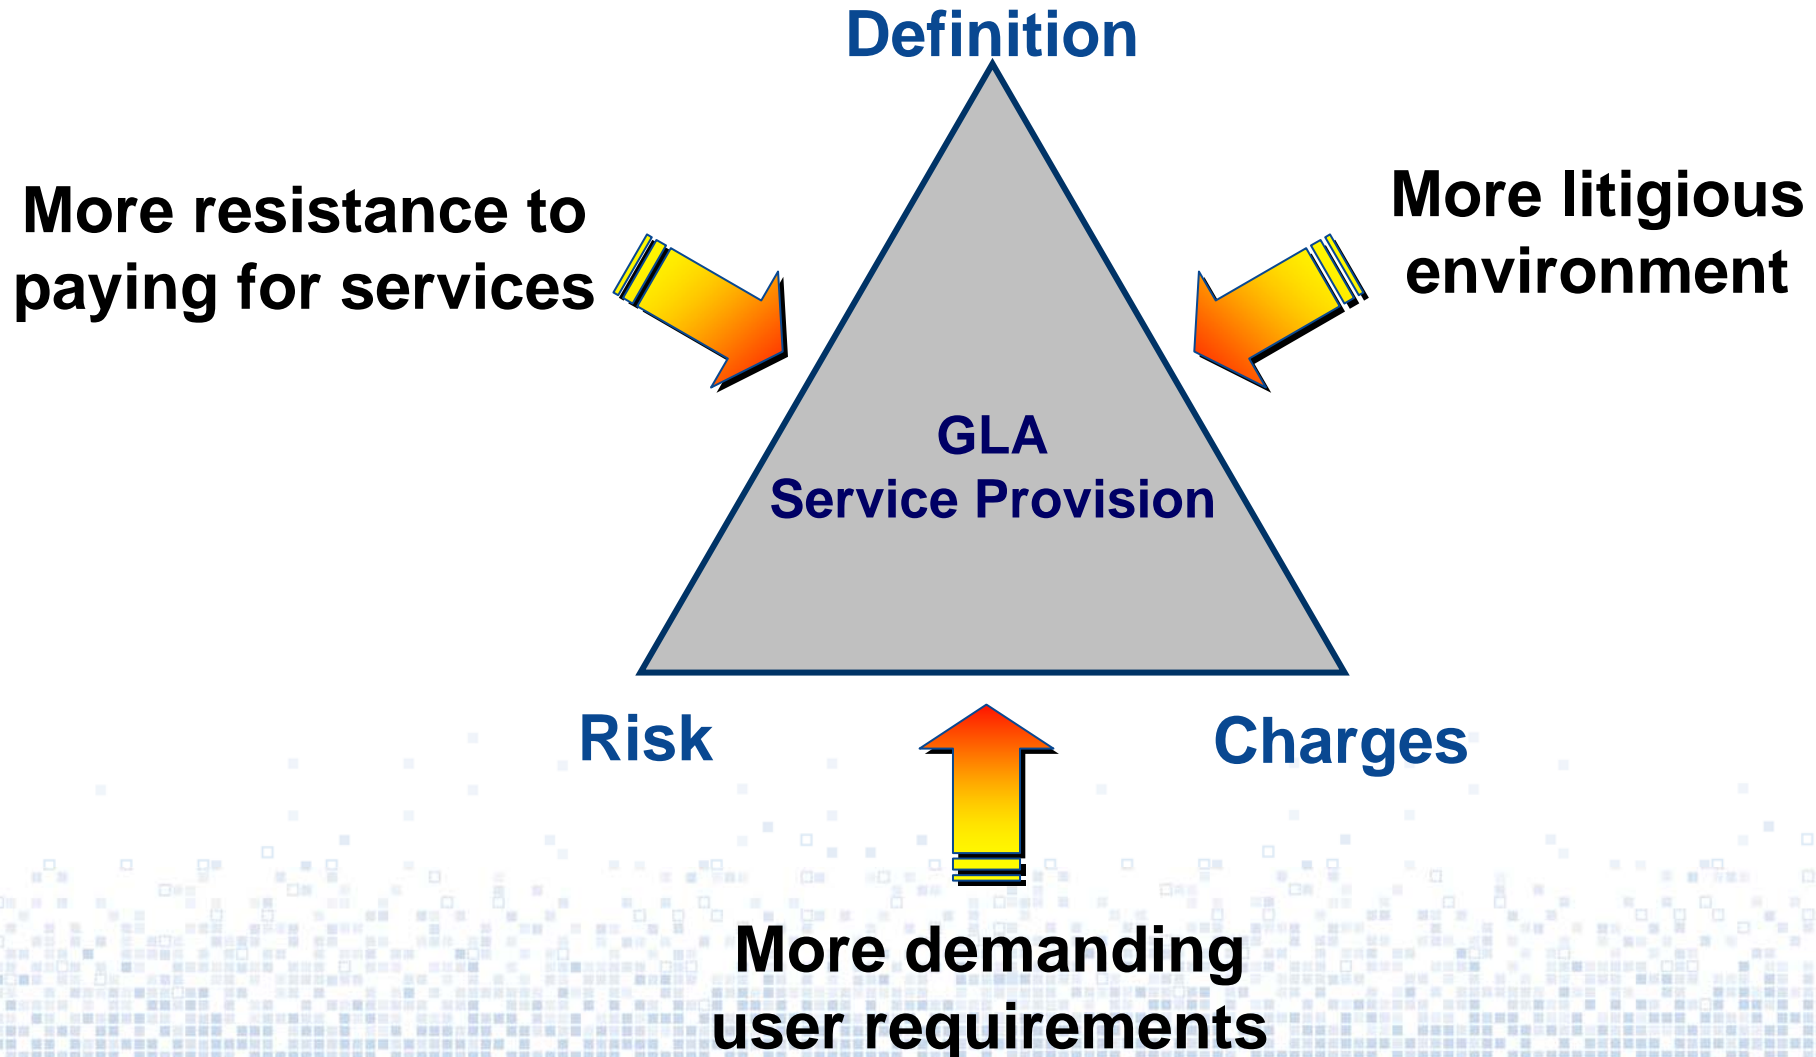 Definition
More resistance to
paying for services
More litigious
environment
GLA
Service Provision
Risk
Charges
More demanding
user requirements